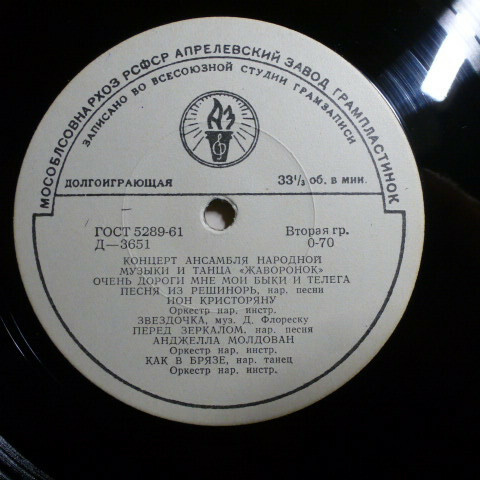 МОСОБЛСОВНАРХОЗ РСФСР АПРЕЛЕВСКИЙ ЗАВОД ГРАМПЛАСТИНОК
ЗАПИСАНО ВО ВСЕСОЮЗНОЙ СТУДИИ ГРАМЗАПИСИ
АЗ
ДОЛГОИГРАЮЩАЯ 33⅓ об. в мин.
ГОСТ 5289-61 Вторая гр.
Д—3651 0-70
КОНЦЕРТ АНСАМБЛЯ НАРОДНОЙ
МУЗЫКИ И ТАНЦА «ЖАВОРОНОК»
ОЧЕНЬ ДОРОГИ МНЕ МОИ БЫКИ И ТЕЛЕГА
ПЕСНЯ ИЗ РЕШИНОРЬ, нар. песни
ИОН КРИСТОРЯНУ
Оркестр нар. инстр.
ЗВЕЗДОЧКА, муз. Д. Флореску
ПЕРЕД ЗЕРКАЛОМ, нар. песня
АНДЖЕЛЛА МОЛДОВАН
Оркестр нар. инстр.
КАК В БРЯЗЕ, нар. танец
Оркестр нар. инстр.